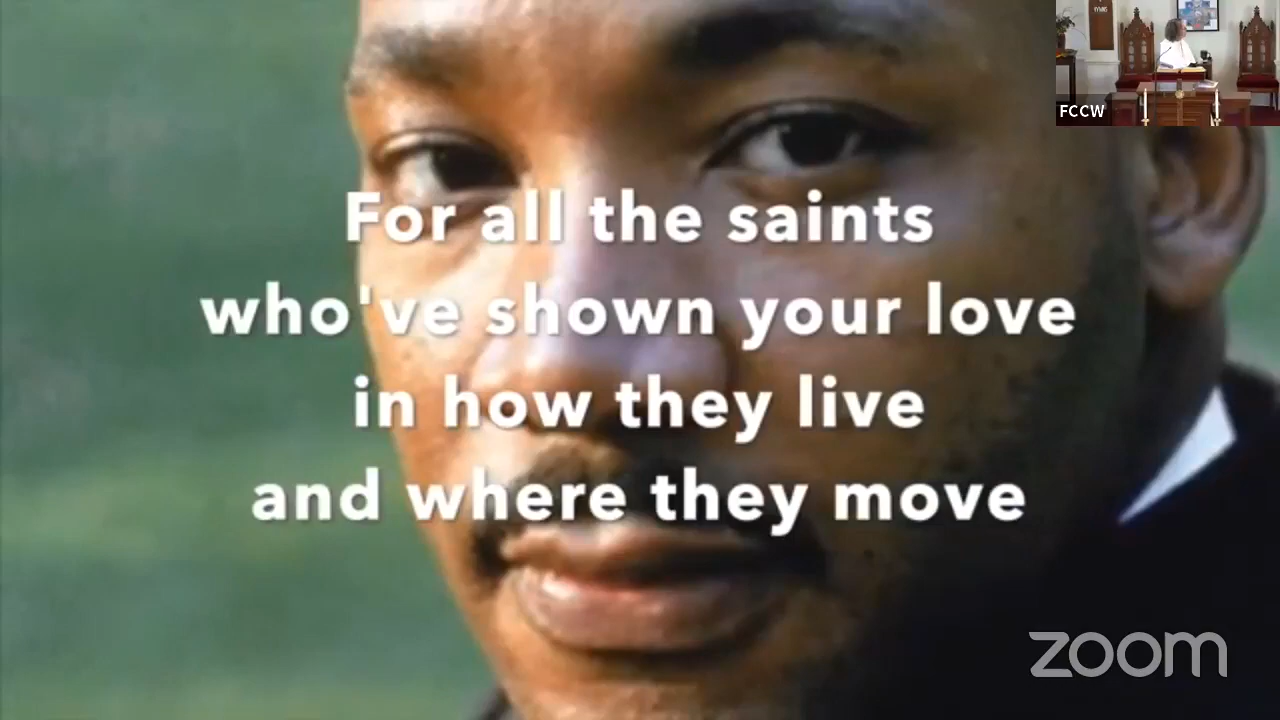 For all the saints
who've shown your love
in how they live
and where they move
FCCW
zoom